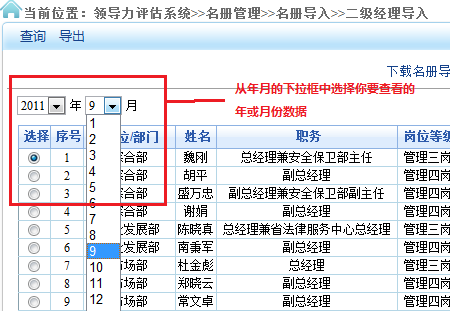 当前位置：领导力评估系统>>名册管理>>名册导入>>二级经理导入
查询 导出
下载名册导
从年月的下拉框中选择你要查看的
年或月份数据
2011 年 9 月
1
2
3
4
5
6
7
8
9
10
11
12
选择 序号 位/部门 姓名 职务 岗位等级
1 综合部 魏刚 总经理兼安全保卫部主任 管理三岗
2 综合部 胡平 副总经理 管理四岗
3 综合部 盛万忠 副总经理兼安全保卫部副主任 管理四岗
4 综合部 谢娟 副总经理 管理四岗
5 发展部 陈晓真 总经理兼省法律服务中心总经理 管理三岗
6 发展部 南秉军 副总经理 管理四岗
7 市场部 杜金彪 总经理 管理三岗
8 市场部 郑晓云 副总经理 管理四岗
9 市场部 常文卓 副总经理 管理四岗